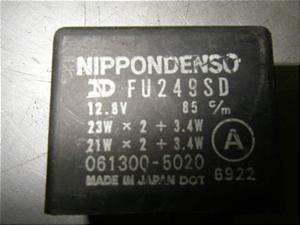 NIPPONDENSO
ND FU249SD
12.8V 85 c/m
23W × 2 + 3.4W
21W × 2 + 3.4W
A
061300-5020
MADE IN JAPAN DOT 6922